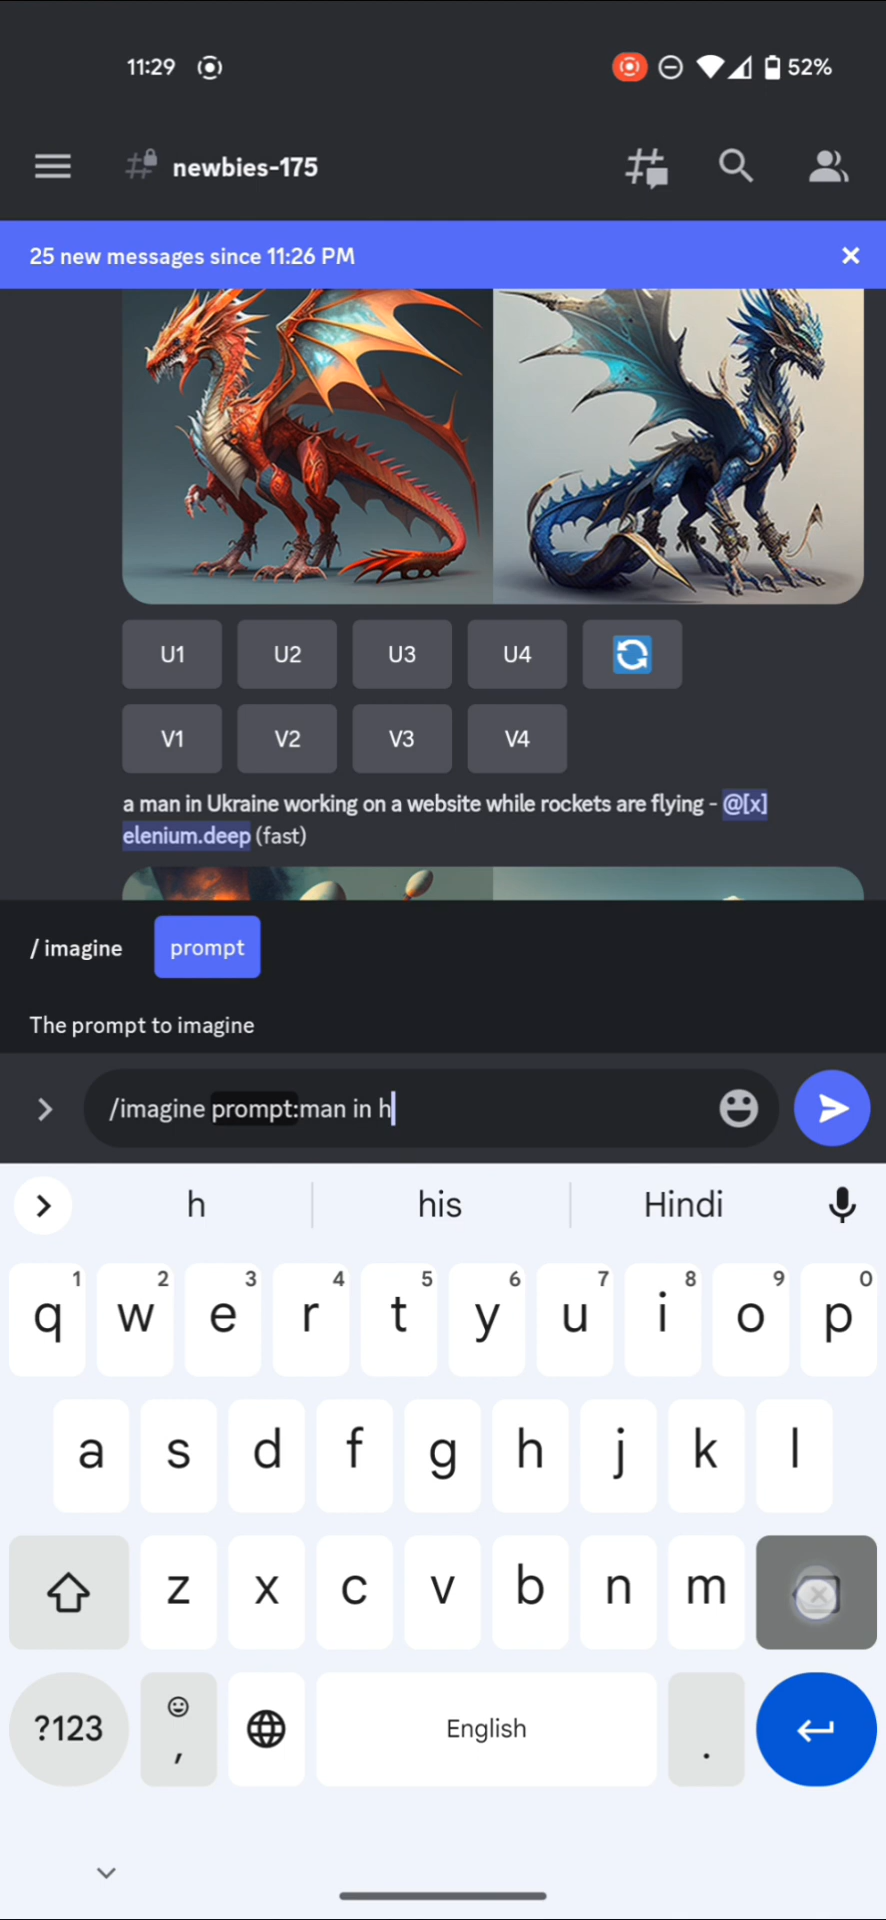 11:29 52%
newbies-175
25 new messages since 11:26 PM
U1 U2 U3 U4
V1 V2 V3 V4
a man in Ukraine working on a website while rockets are flying - @[x]
elenium.deep (fast)
/ imagine prompt
The prompt to imagine
/imagine prompt:man in h
h his Hindi
1 2 3 4 5 6 7 8 9 0
q w e r t y u i o p
a s d f g h j k l
z x c v b n m
?123 , English .